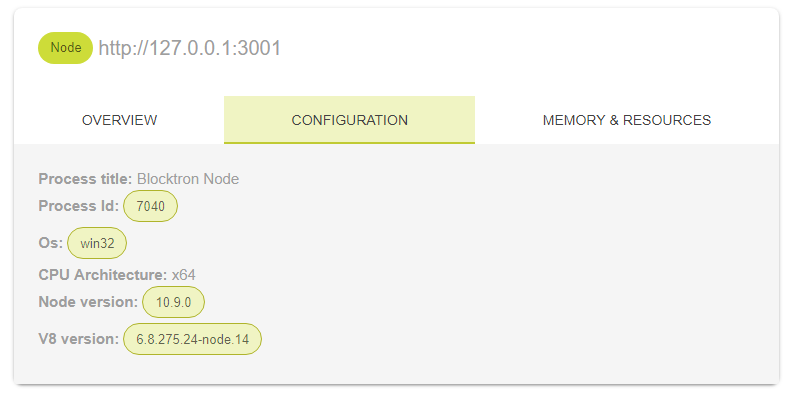 Node http://127.0.0.1:3001
OVERVIEW CONFIGURATION MEMORY & RESOURCES
Process title: Blocktron Node
Process Id: 7040
Os: win32
CPU Architecture: x64
Node version: 10.9.0
V8 version: 6.8.275.24-node.14